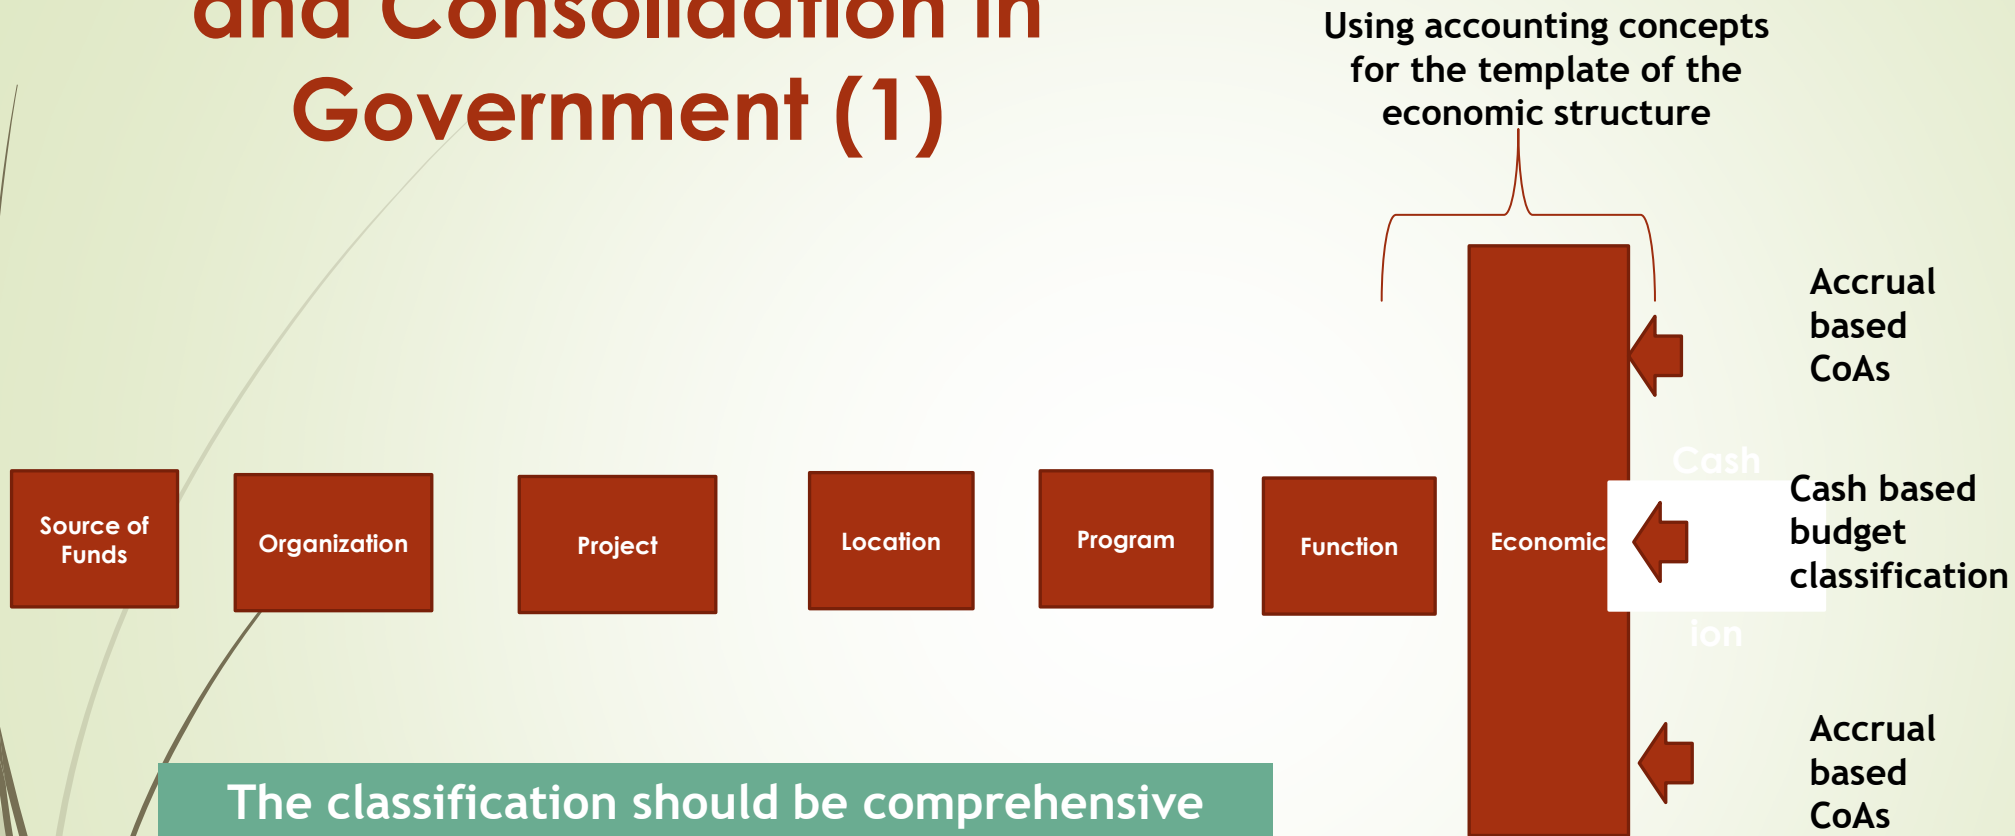 and Consolidation in
Government (1)
Using accounting concepts
for the template of the
economic structure
Accrual
based
CoAs
Source of
Funds
Organization
Project
Location
Program
Function
Economic
Cash
Cash based
budget
classification
ion
Accrual
based
CoAs
The classification should be comprehensive